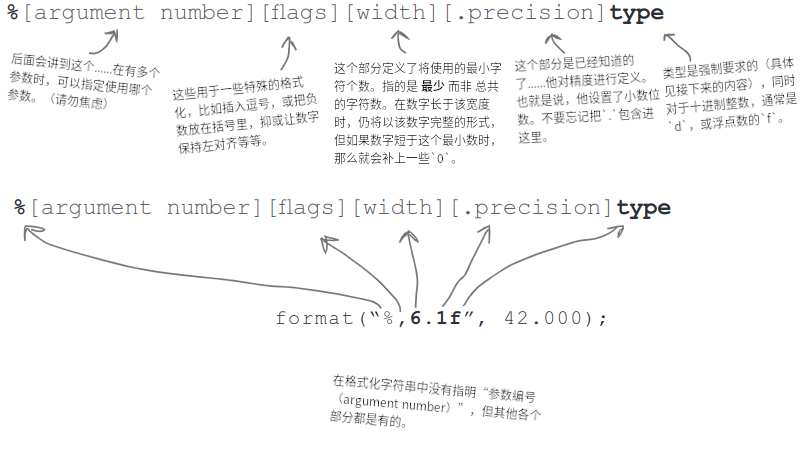 %[argument number][flags][width][.precision]type
后面会讲到这个......在有多个
参数时，可以指定使用哪个
参数。（请勿焦虑）
这些用于一些特殊的格式
化，比如插入逗号，或把负
数放在括号里，抑或让数字
保持左对齐等等。
这个部分定义了将使用的最小字
符个数。指的是 最少 而非 总共
的字符数。在数字长于该宽度
时，仍将以该数字完整的形式，
但如果数字短于这个最小数时，
那么就会补上一些`0`。
这个部分是已经知道的
了......他对精度进行定义。
也就是说，他设置了小数位
数。不要忘记把`.`包含进
这里。
类型是强制要求的（具体
见接下来的内容），同时
对于十进制整数，通常是
`d`，或浮点数的`f`。
%[argument number][flags][width][.precision]type
format(“%,6.1f”, 42.000);
在格式化字符串中没有指明“参数编号
（argument number）”，但其他各个
部分都是有的。